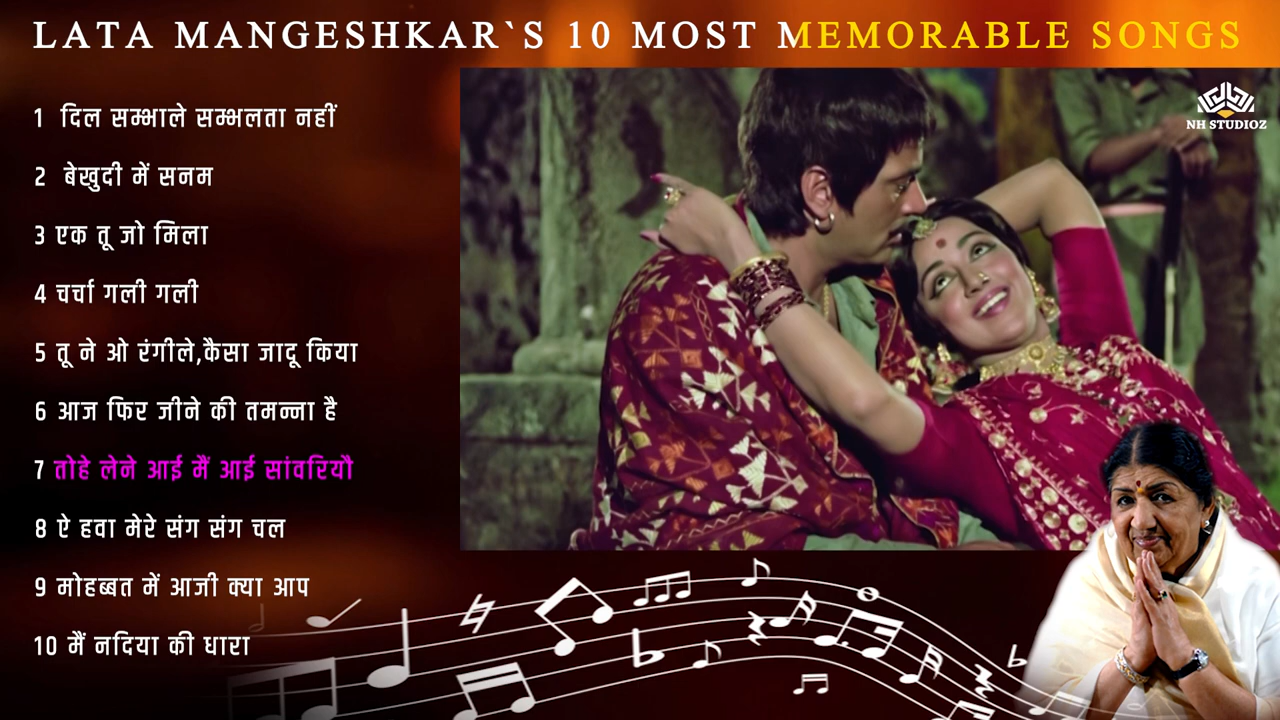 LATA MANGESHKAR`S 10 MOST MEMORABLE SONGS
NH STUDIOZ
1 दिल सम्भाले सम्भलता नहीं
2 बेखुदी में सनम
3 एक तू जो मिला
4 चर्चा गली गली
5 तू ने ओ रंगीले,कैसा जादू किया
6 आज फिर जीने की तमन्ना है
7 तोहे लेने आई मैं आई सांवरियौ
8 ऐ हवा मेरे संग संग चल
9 मोहब्बत में आजी क्या आप
10 मैं नदिया की धारा